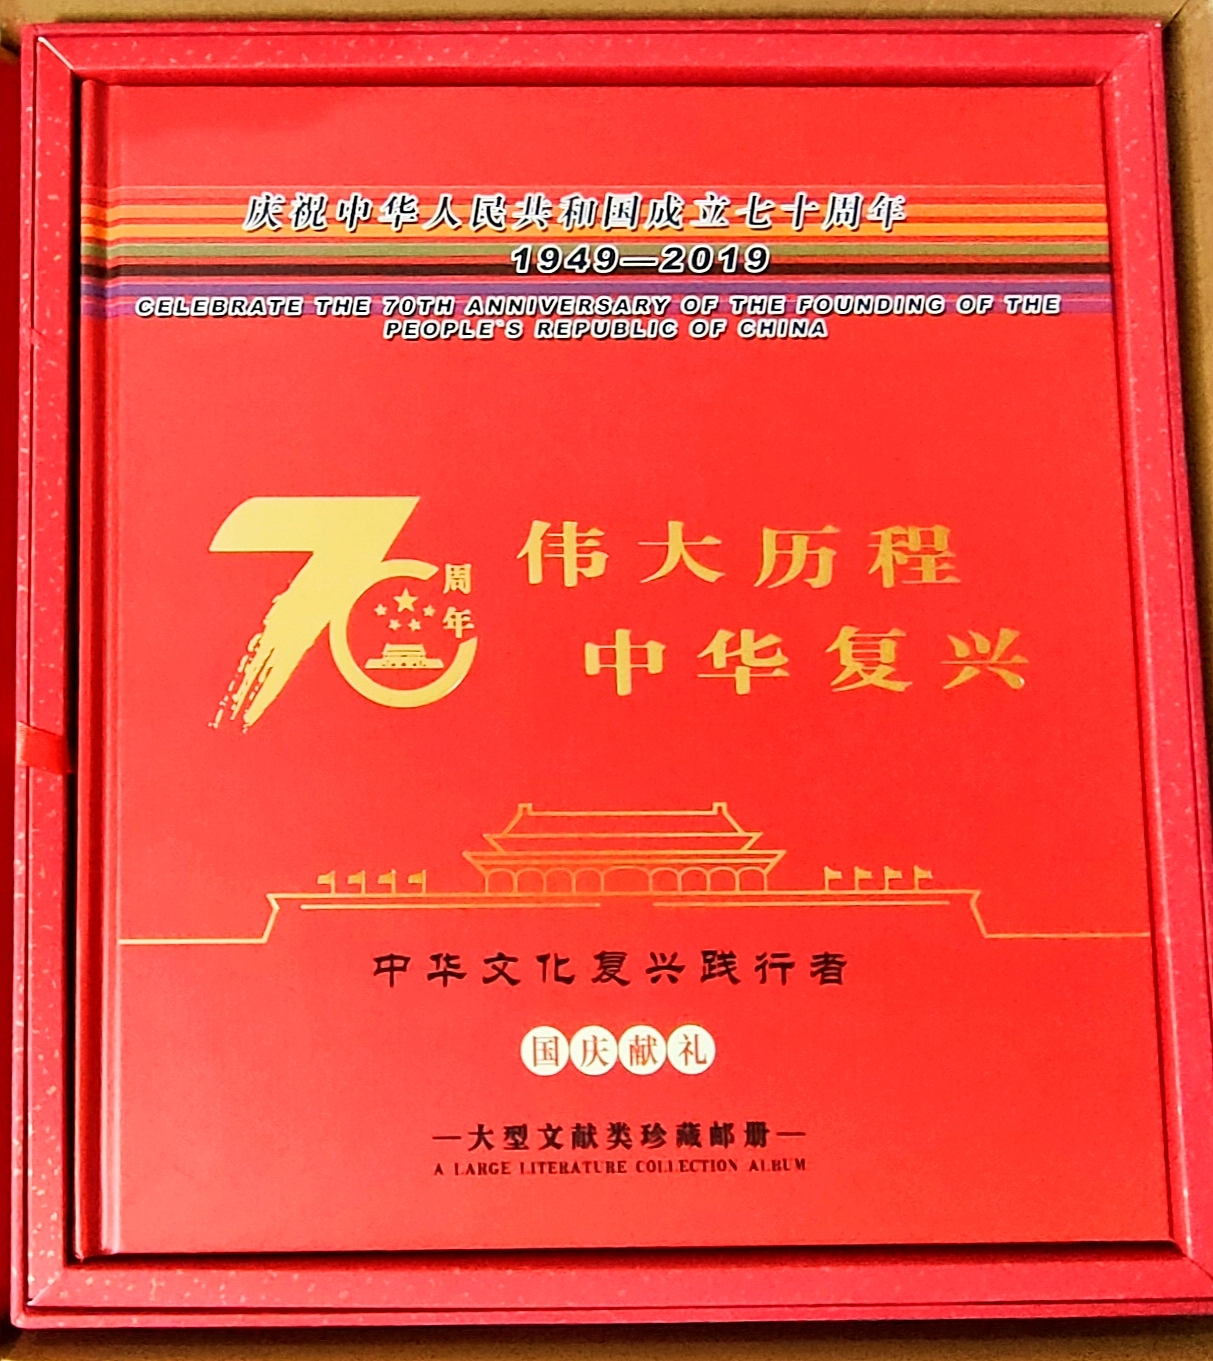 庆祝中华人民共和国成立七十周年
1949—2019
CELEBRATE THE 70TH ANNIVERSARY OF THE FOUNDING OF THE
PEOPLE'S REPUBLIC OF CHINA
70周年
伟大历程
中华复兴
中华文化复兴践行者
国庆献礼
—大型文献类珍藏邮册—
A LARGE LITERATURE COLLECTION ALBUM